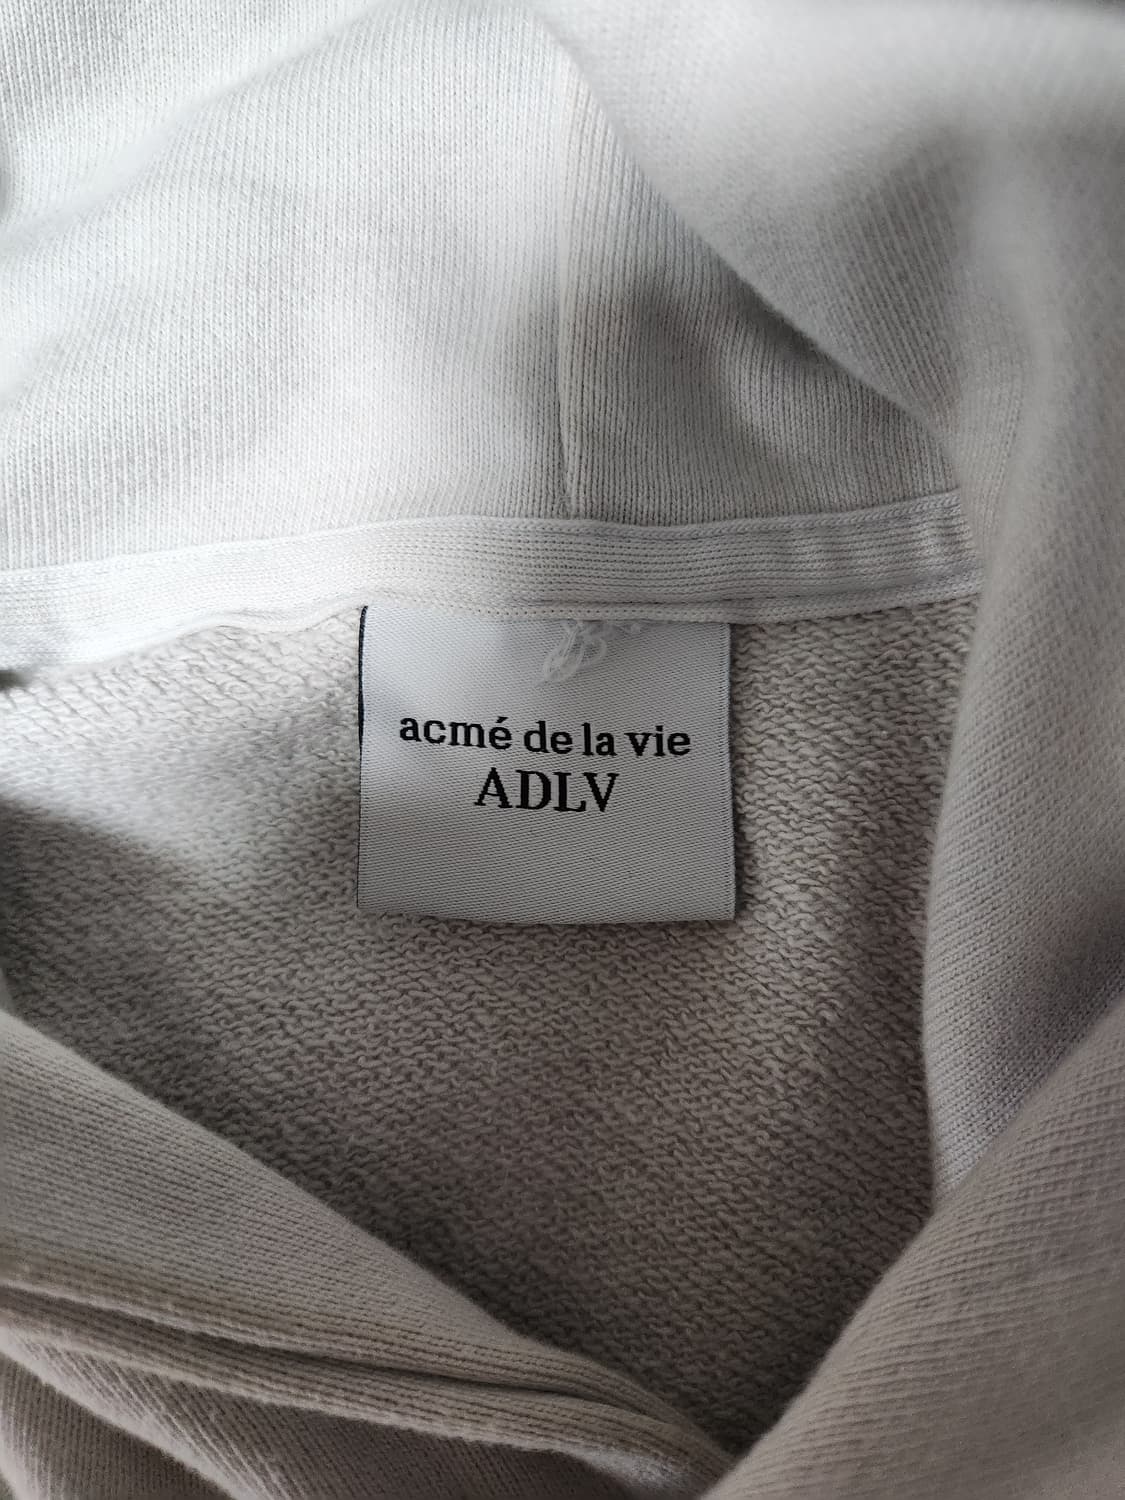 acmé de la vie
ADLV